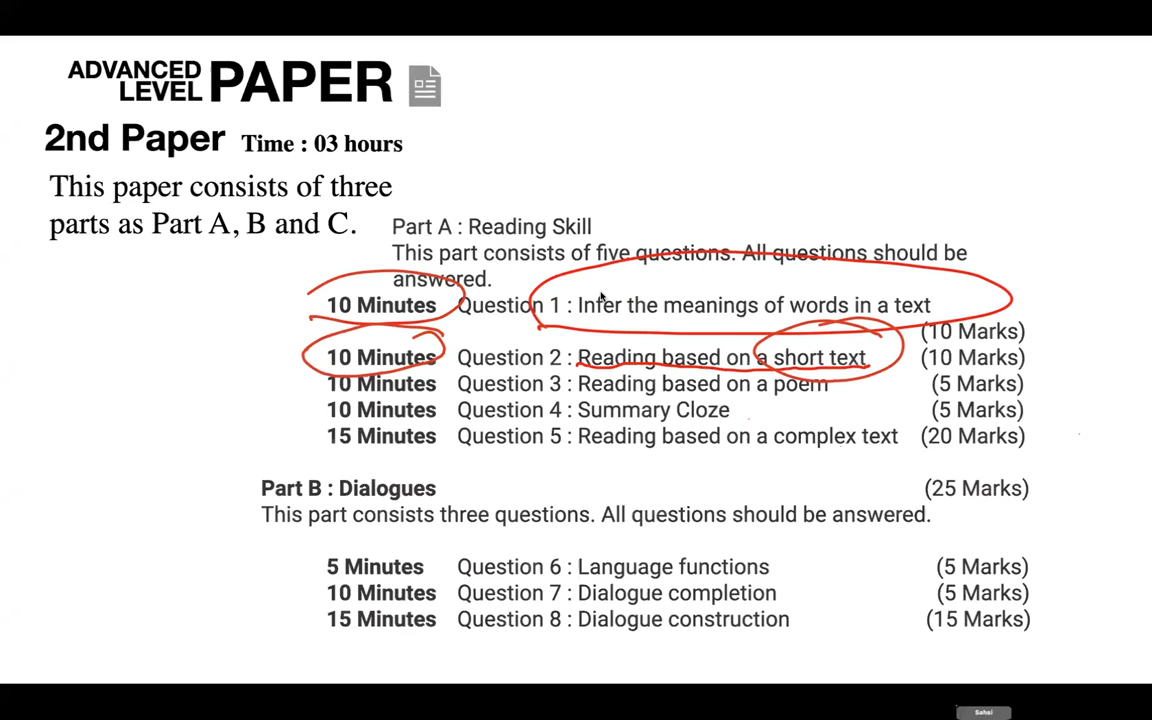 ADVANCED
LEVEL PAPER
2nd Paper Time : 03 hours
This paper consists of three
parts as Part A, B and C.
Part A : Reading Skill
This part consists of five questions. All questions should be
answered.
10 Minutes Question 1 : Infer the meanings of words in a text
(10 Marks)
10 Minutes Question 2 : Reading based on a short text (10 Marks)
10 Minutes Question 3 : Reading based on a poem (5 Marks)
10 Minutes Question 4 : Summary Cloze (5 Marks)
15 Minutes Question 5 : Reading based on a complex text (20 Marks)
Part B : Dialogues (25 Marks)
This part consists three questions. All questions should be answered.
5 Minutes Question 6 : Language functions (5 Marks)
10 Minutes Question 7 : Dialogue completion (5 Marks)
15 Minutes Question 8 : Dialogue construction (15 Marks)